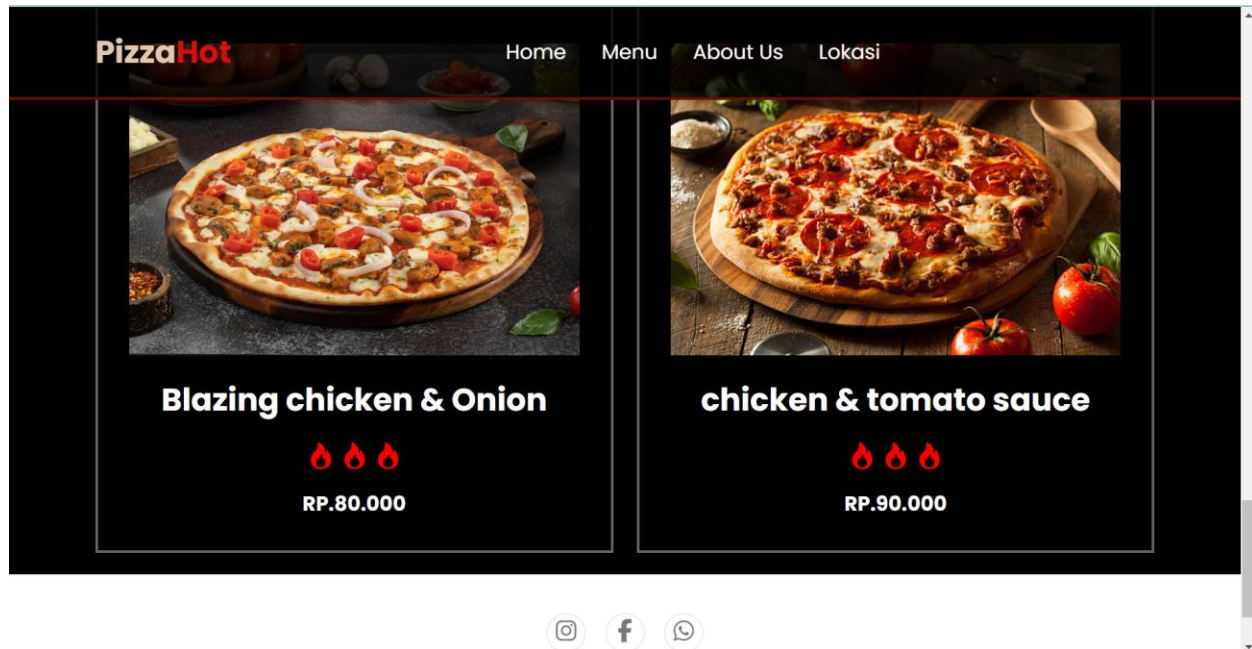 PizzaHot
Home Menu About Us Lokasi
Blazing chicken & Onion
chicken & tomato sauce
RP.80.000
RP.90.000